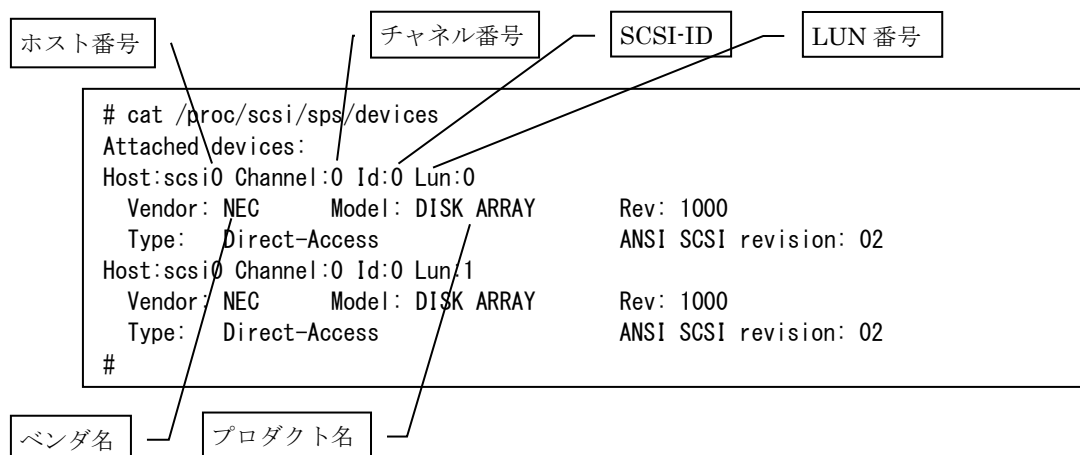 ホスト番号 チャネル番号 SCSI-ID LUN 番号
# cat /proc/scsi/sps/devices
Attached devices:
Host:scsi0 Channel:0 Id:0 Lun:0
Vendor: NEC Model: DISK ARRAY Rev: 1000
Type: Direct-Access ANSI SCSI revision: 02
Host:scsi0 Channel:0 Id:0 Lun:1
Vendor: NEC Model: DISK ARRAY Rev: 1000
Type: Direct-Access ANSI SCSI revision: 02
#
ベンダ名 プロダクト名